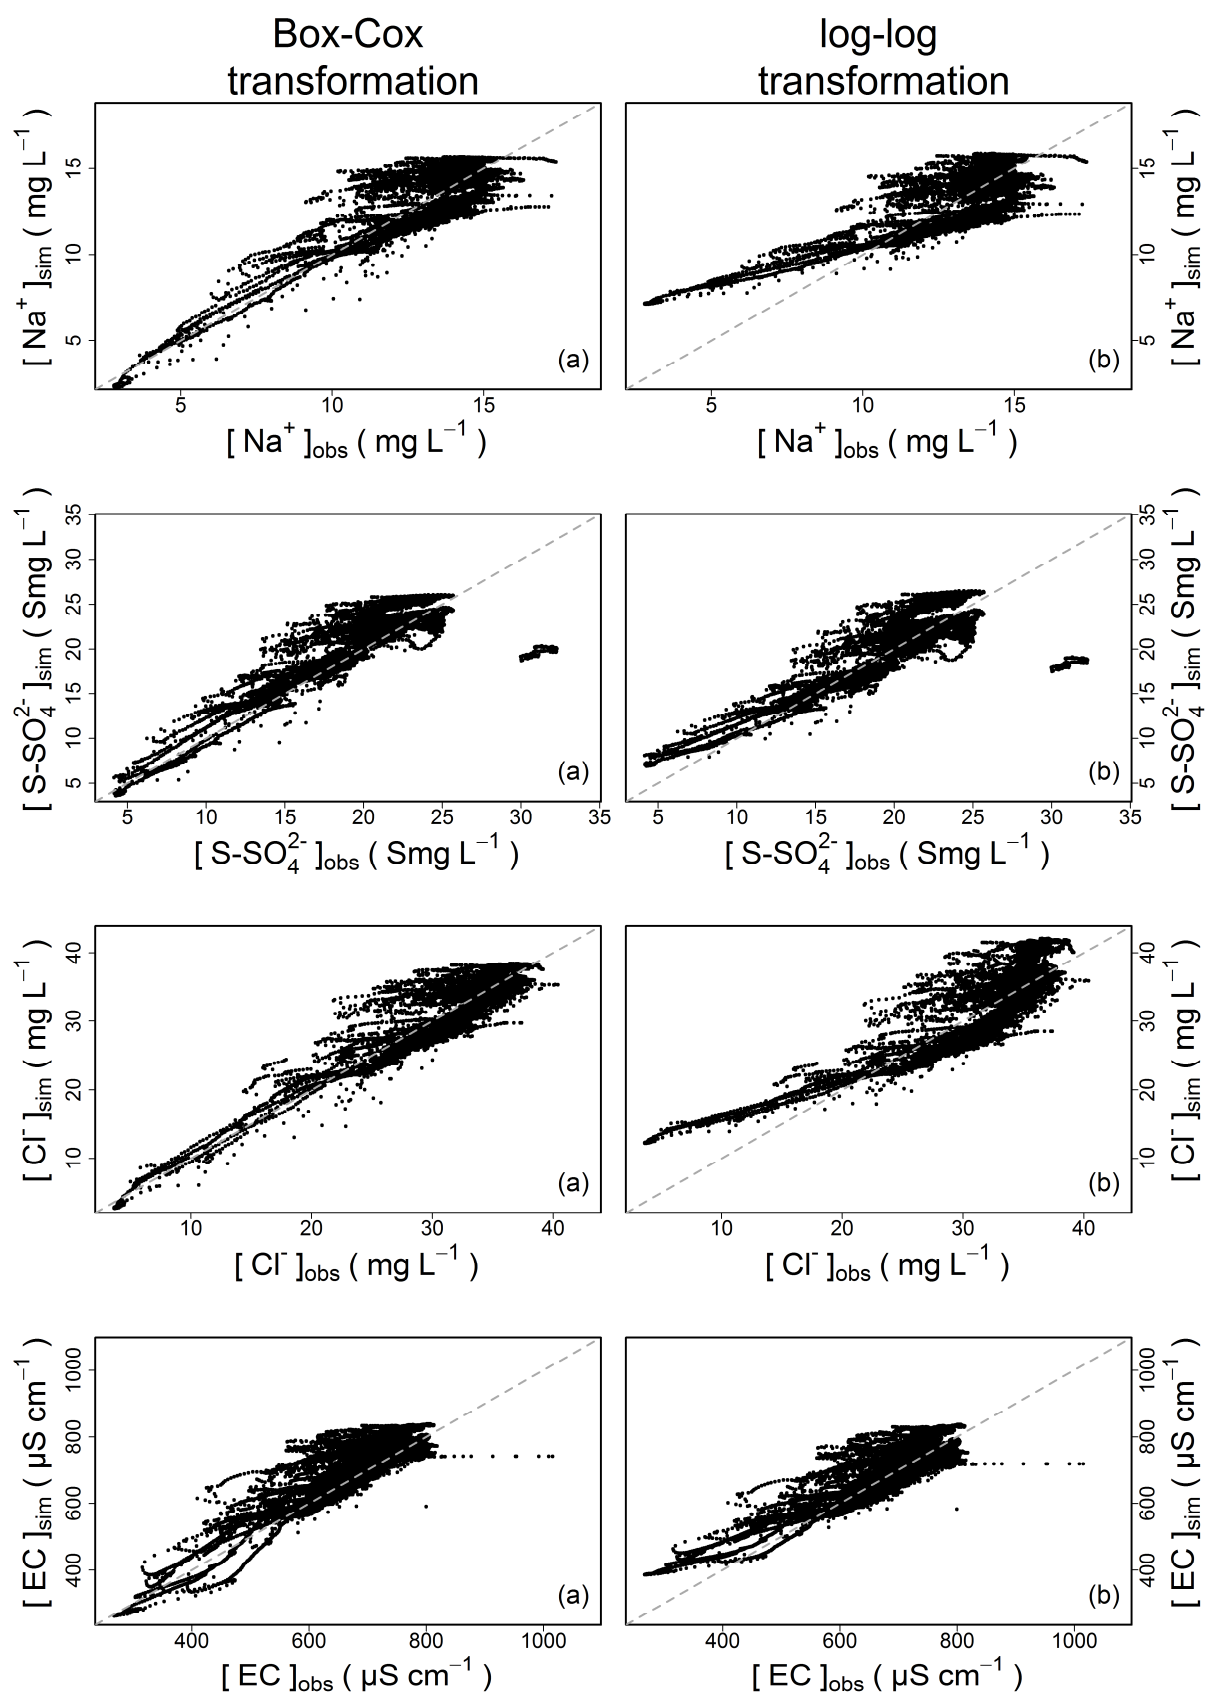 Box-Cox
transformation
log-log
transformation
[ Na⁺ ]sim ( mg L⁻¹ )
5 10 15
(a)
5 10 15
[ Na⁺ ]obs ( mg L⁻¹ )
(b)
5 10 15
[ Na⁺ ]obs ( mg L⁻¹ )
5 10 15
[ Na⁺ ]sim ( mg L⁻¹ )
[ S-SO₄²⁻ ]sim ( Smg L⁻¹ )
5 10 15 20 25 30 35
(a)
5 10 15 20 25 30 35
[ S-SO₄²⁻ ]obs ( Smg L⁻¹ )
(b)
5 10 15 20 25 30 35
[ S-SO₄²⁻ ]obs ( Smg L⁻¹ )
5 10 15 20 25 30 35
[ S-SO₄²⁻ ]sim ( Smg L⁻¹ )
[ Cl⁻ ]sim ( mg L⁻¹ )
10 20 30 40
(a)
10 20 30 40
[ Cl⁻ ]obs ( mg L⁻¹ )
(b)
10 20 30 40
[ Cl⁻ ]obs ( mg L⁻¹ )
10 20 30 40
[ Cl⁻ ]sim ( mg L⁻¹ )
[ EC ]sim ( µS cm⁻¹ )
400 600 800 1000
(a)
400 600 800 1000
[ EC ]obs ( µS cm⁻¹ )
(b)
400 600 800 1000
[ EC ]obs ( µS cm⁻¹ )
400 600 800 1000
[ EC ]sim ( µS cm⁻¹ )